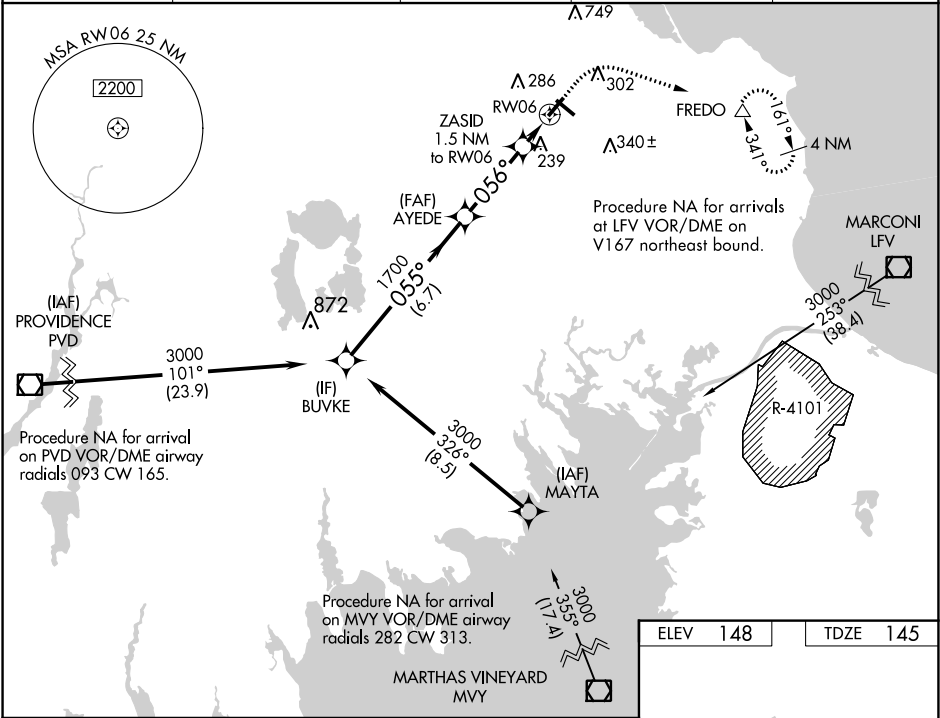 749
MSA RW06 25 NM
2200
286
302
RW06
FREDO
161°
341°
4 NM
ZASID
1.5 NM
to RW06
239
340±
056°
(FAF)
AYEDE
Procedure NA for arrivals
at LFV VOR/DME on
V167 northeast bound.
MARCONI
LFV
1700
055°
(6.7)
3000
253°
(38.4)
872
(IAF)
PROVIDENCE
PVD
3000
101°
(23.9)
(IF)
BUVKE
R-4101
Procedure NA for arrival
on PVD VOR/DME airway
radials 093 CW 165.
3000
326°
(8.5)
(IAF)
MAYTA
Procedure NA for arrival
on MVY VOR/DME airway
radials 282 CW 313.
3000
355°
(17.4)
MARTHAS VINEYARD
MVY
ELEV 148
TDZE 145